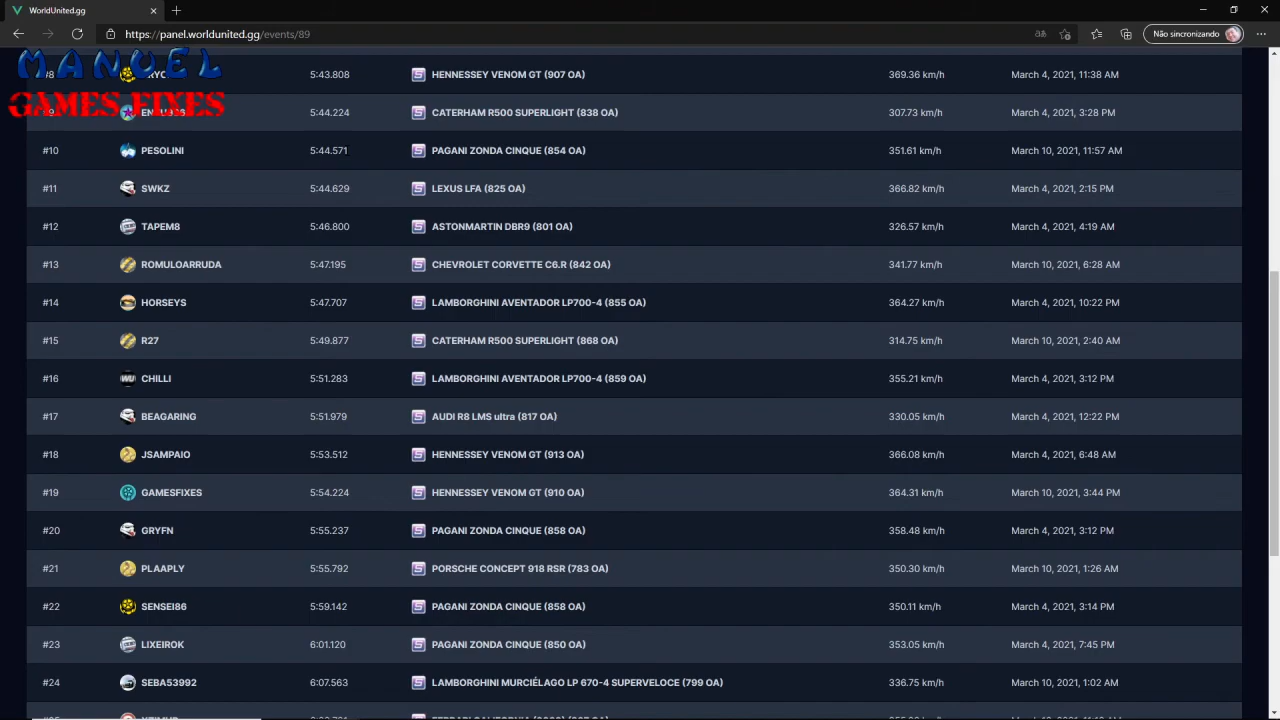 WorldUnited.gg
https://panel.worldunited.gg/events/89
Não sincronizando
MANUEL
GAMES FIXES
#8 5:43.808 HENNESSEY VENOM GT (907 OA) 369.36 km/h March 4, 2021, 11:38 AM
5:44.224 CATERHAM R500 SUPERLIGHT (838 OA) 307.73 km/h March 4, 2021, 3:28 PM
#10 PESOLINI 5:44.571 PAGANI ZONDA CINQUE (854 OA) 351.61 km/h March 10, 2021, 11:57 AM
#11 SWKZ 5:44.629 LEXUS LFA (825 OA) 366.82 km/h March 4, 2021, 2:15 PM
#12 TAPEM8 5:46.800 ASTONMARTIN DBR9 (801 OA) 326.57 km/h March 4, 2021, 4:19 AM
#13 ROMULOARRUDA 5:47.195 CHEVROLET CORVETTE C6.R (842 OA) 341.77 km/h March 10, 2021, 6:28 AM
#14 HORSEYS 5:47.707 LAMBORGHINI AVENTADOR LP700-4 (855 OA) 364.27 km/h March 4, 2021, 10:22 PM
#15 R27 5:49.877 CATERHAM R500 SUPERLIGHT (868 OA) 314.75 km/h March 10, 2021, 2:40 AM
#16 CHILLI 5:51.283 LAMBORGHINI AVENTADOR LP700-4 (859 OA) 355.21 km/h March 4, 2021, 3:12 PM
#17 BEAGARING 5:51.979 AUDI R8 LMS ultra (817 OA) 330.05 km/h March 4, 2021, 12:22 PM
#18 JSAMPAIO 5:53.512 HENNESSEY VENOM GT (913 OA) 366.08 km/h March 4, 2021, 6:48 AM
#19 GAMESFIXES 5:54.224 HENNESSEY VENOM GT (910 OA) 364.31 km/h March 10, 2021, 3:44 PM
#20 GRYFN 5:55.237 PAGANI ZONDA CINQUE (858 OA) 358.48 km/h March 4, 2021, 3:12 PM
#21 PLAAPLY 5:55.792 PORSCHE CONCEPT 918 RSR (783 OA) 350.30 km/h March 10, 2021, 1:26 AM
#22 SENSEI86 5:59.142 PAGANI ZONDA CINQUE (858 OA) 350.11 km/h March 4, 2021, 3:14 PM
#23 LIXEIROK 6:01.120 PAGANI ZONDA CINQUE (850 OA) 353.05 km/h March 4, 2021, 7:45 PM
#24 SEBA53992 6:07.563 LAMBORGHINI MURCIÉLAGO LP 670-4 SUPERVELOCE (799 OA) 336.75 km/h March 10, 2021, 1:02 AM